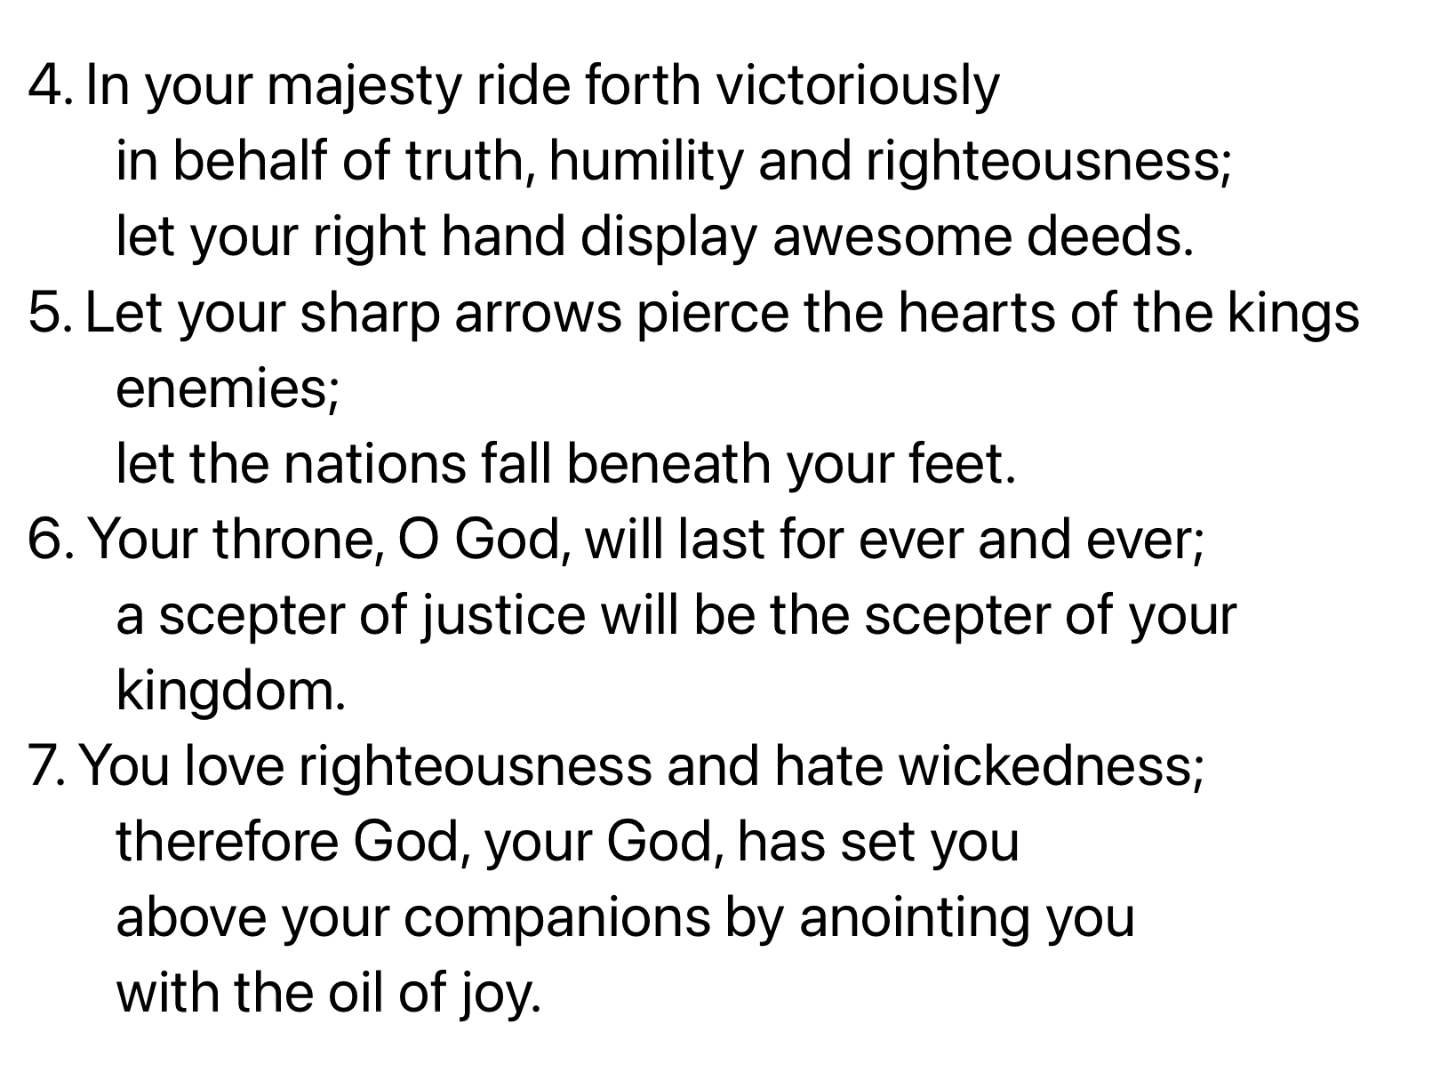 4. In your majesty ride forth victoriously
in behalf of truth, humility and righteousness;
let your right hand display awesome deeds.
5. Let your sharp arrows pierce the hearts of the kings
enemies;
let the nations fall beneath your feet.
6. Your throne, O God, will last for ever and ever;
a scepter of justice will be the scepter of your
kingdom.
7. You love righteousness and hate wickedness;
therefore God, your God, has set you
above your companions by anointing you
with the oil of joy.